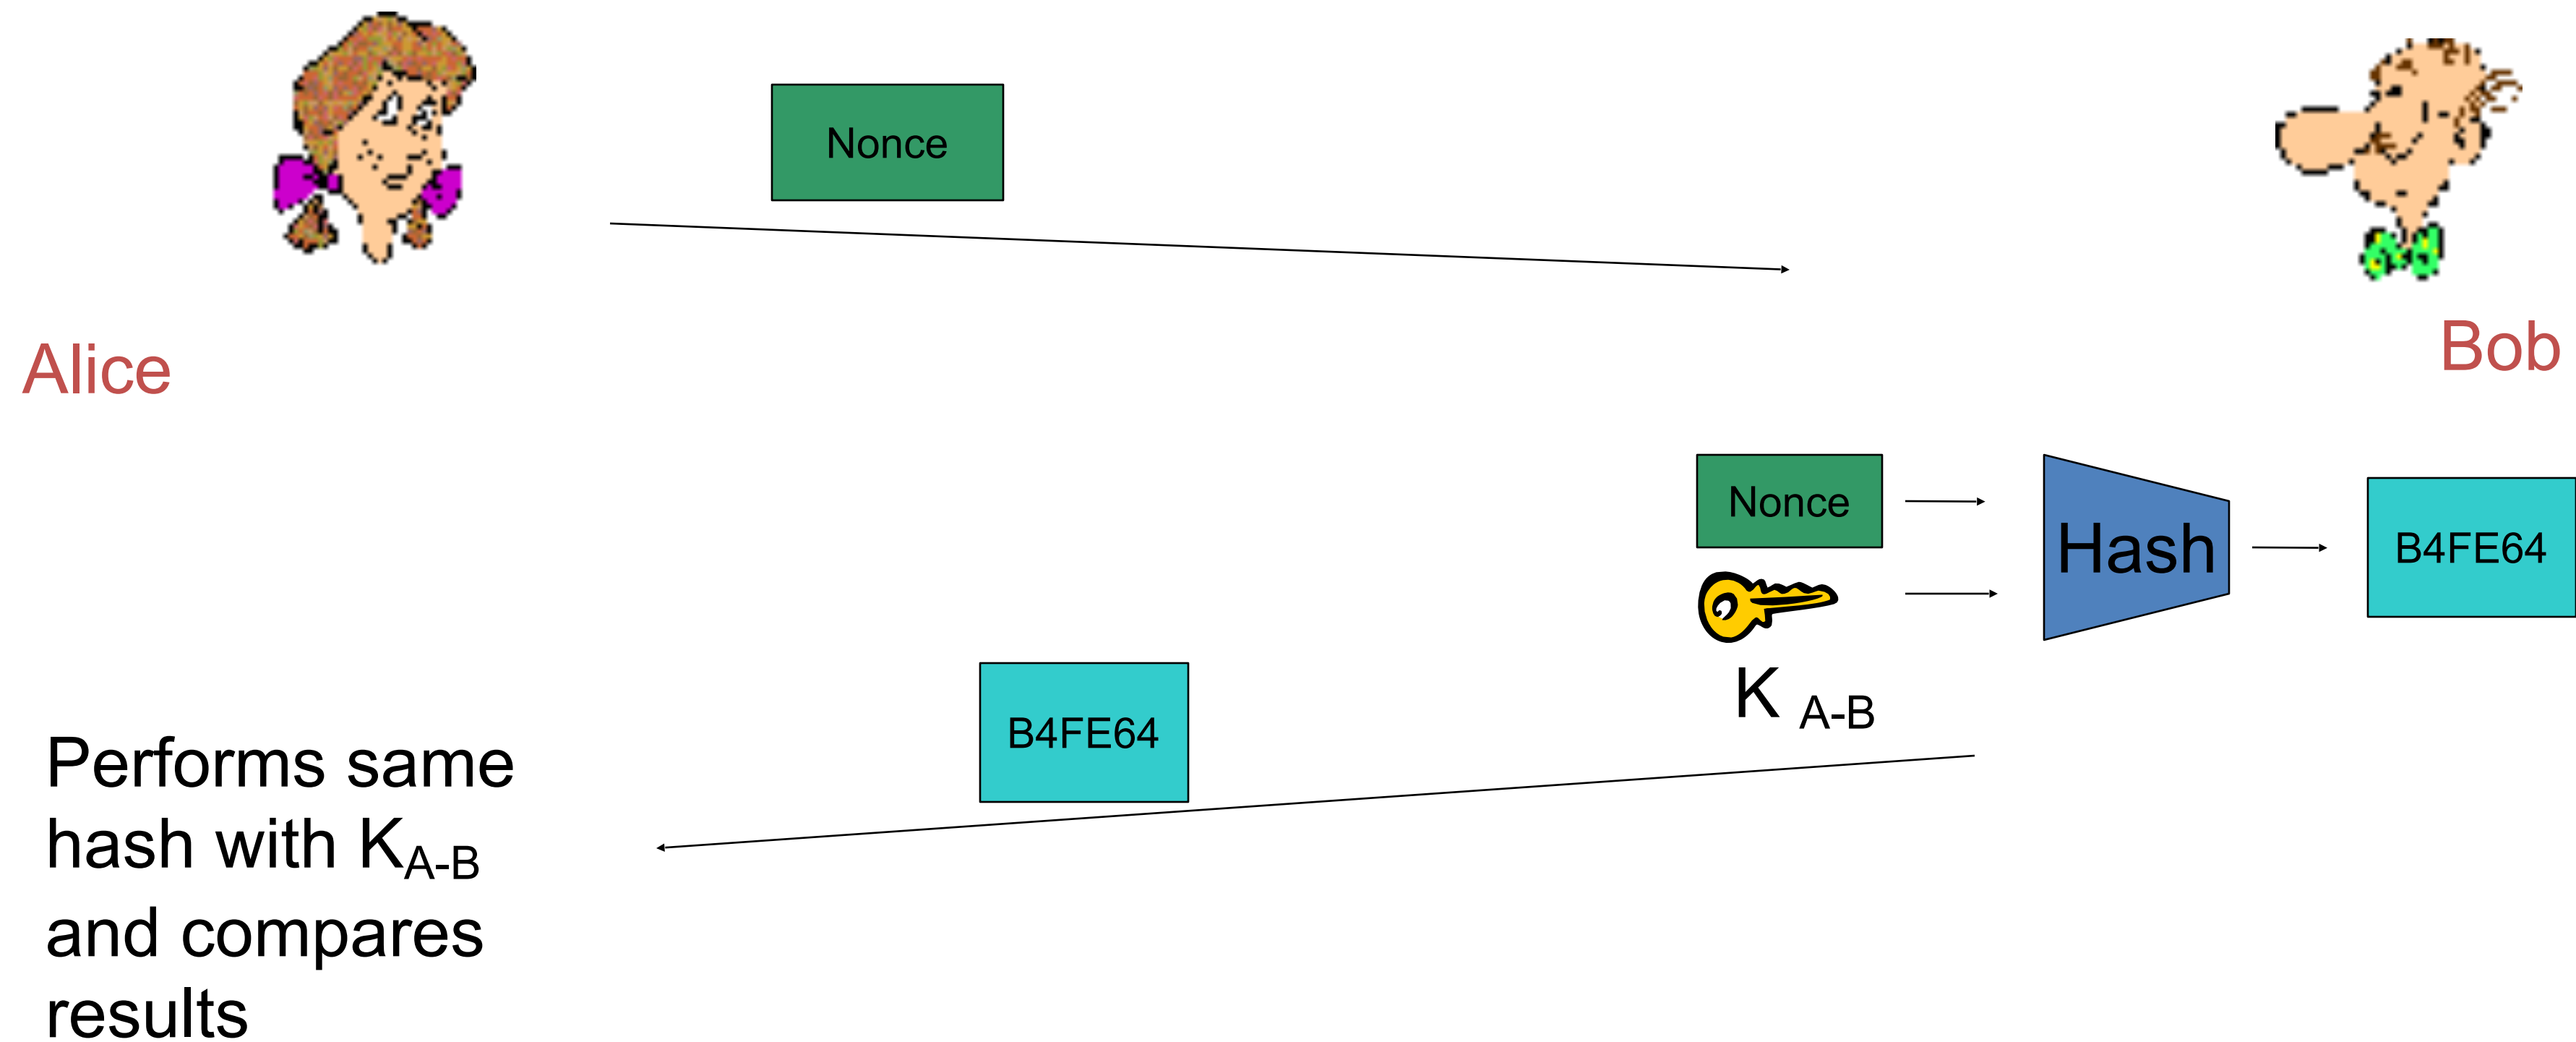 Nonce
Alice
Bob
Nonce
Hash
B4FE64
K A-B
B4FE64
Performs same
hash with KA-B
and compares
results